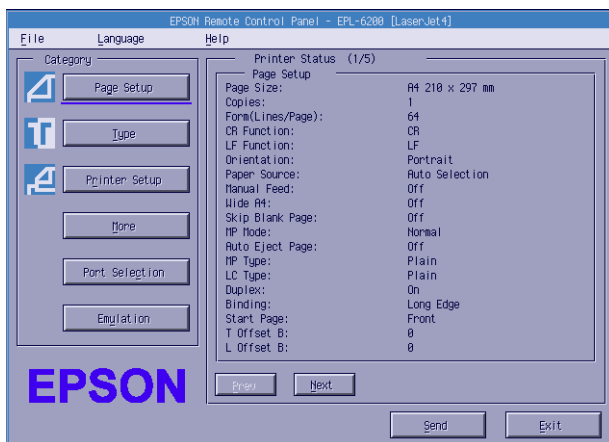 EPSON Remote Control Panel - EPL-6200 [LaserJet4]
File Language Help
Category
Page Setup
Type
Printer Setup
More
Port Selection
Emulation
EPSON
Printer Status (1/5)
Page Setup
Page Size: A4 210 x 297 mm
Copies: 1
Form(Lines/Page): 64
CR Function: CR
LF Function: LF
Orientation: Portrait
Paper Source: Auto Selection
Manual Feed: Off
Wide A4: Off
Skip Blank Page: Off
MP Mode: Normal
Auto Eject Page: Off
MP Type: Plain
LC Type: Plain
Duplex: On
Binding: Long Edge
Start Page: Front
T Offset B: 0
L Offset B: 0
Prev Next
Send Exit